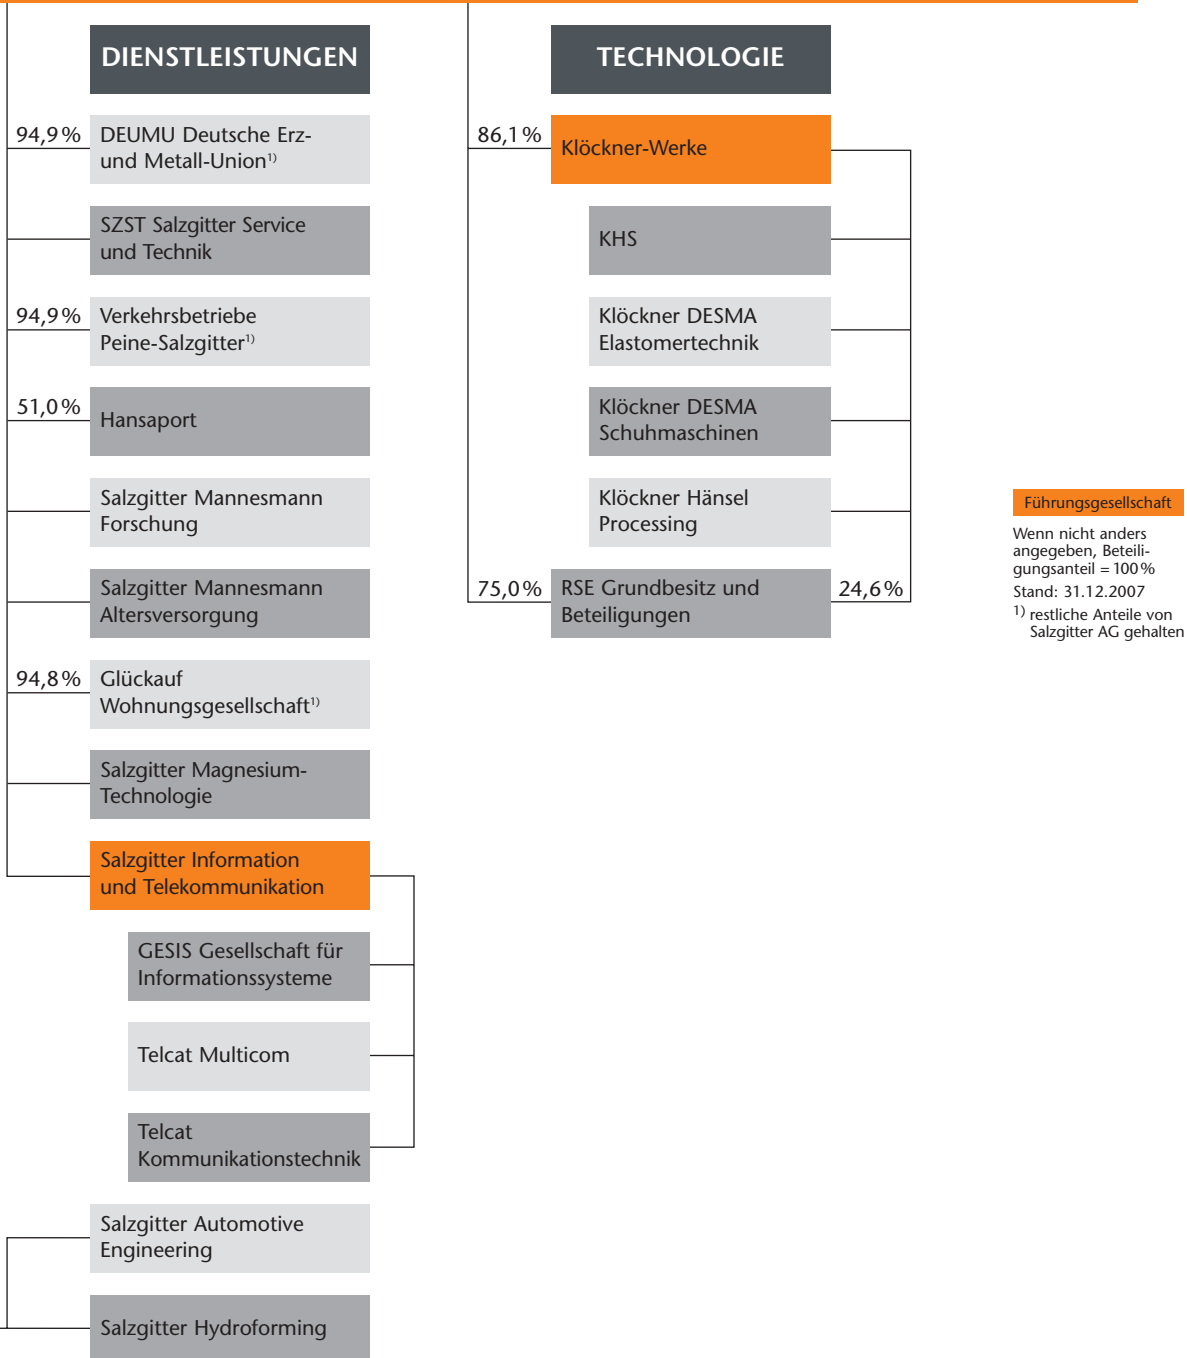 DIENSTLEISTUNGEN
94,9%
DEUMU Deutsche Erz-
und Metall-Union1)
SZST Salzgitter Service
und Technik
94,9%
Verkehrsbetriebe
Peine-Salzgitter1)
51,0%
Hansaport
Salzgitter Mannesmann
Forschung
Salzgitter Mannesmann
Altersversorgung
94,8%
Glückauf
Wohnungsgesellschaft1)
Salzgitter Magnesium-
Technologie
Salzgitter Information
und Telekommunikation
GESIS Gesellschaft für
Informationssysteme
Telcat Multicom
Telcat
Kommunikationstechnik
Salzgitter Automotive
Engineering
Salzgitter Hydroforming
TECHNOLOGIE
86,1%
Klöckner-Werke
KHS
Klöckner DESMA
Elastomertechnik
Klöckner DESMA
Schuhmaschinen
Klöckner Hänsel
Processing
75,0%
RSE Grundbesitz und
Beteiligungen
24,6%
Führungsgesellschaft
Wenn nicht anders
angegeben, Beteili-
gungsanteil = 100%
Stand: 31.12.2007
1) restliche Anteile von
Salzgitter AG gehalten